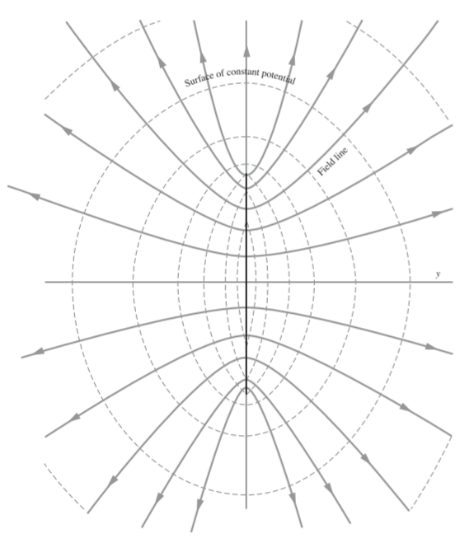 Surface of constant potential
Field line
y